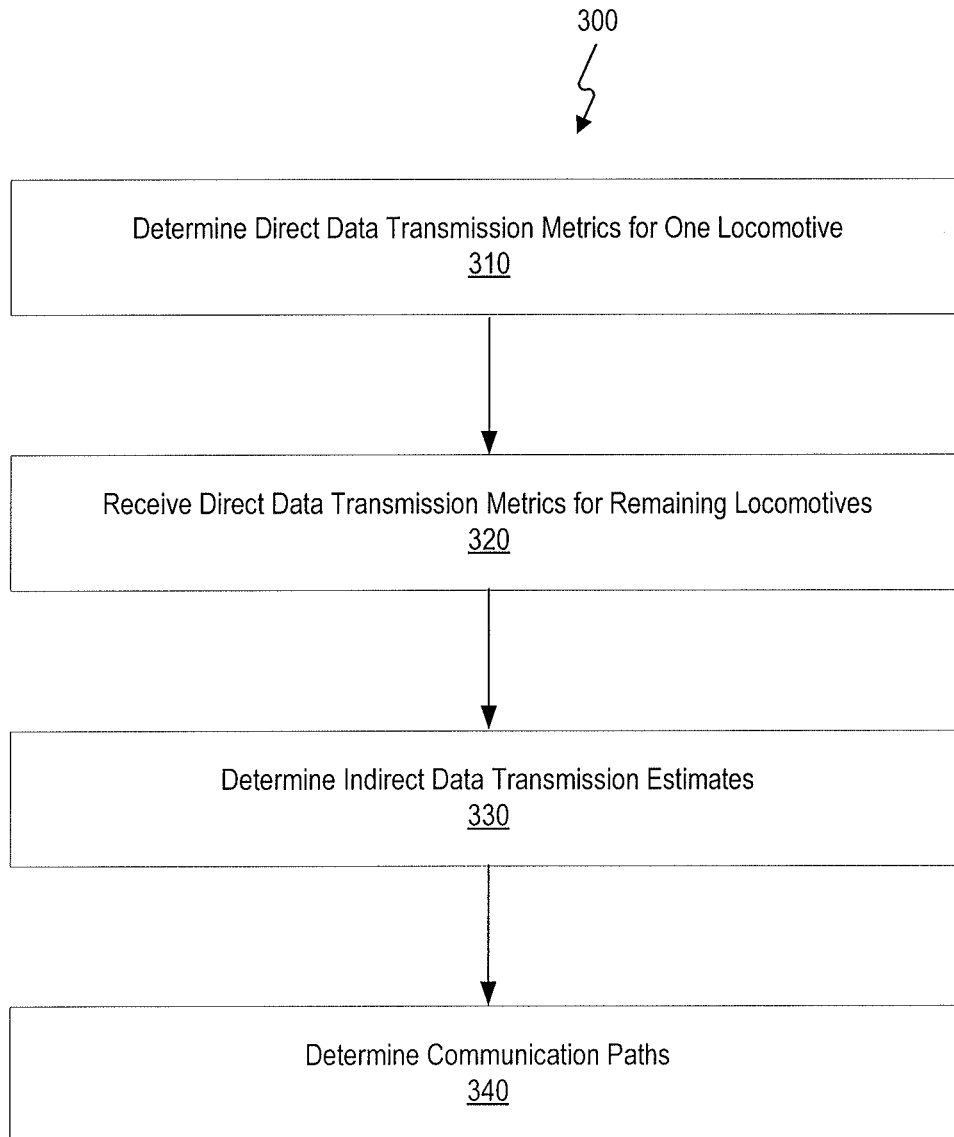 300
Determine Direct Data Transmission Metrics for One Locomotive
310
Receive Direct Data Transmission Metrics for Remaining Locomotives
320
Determine Indirect Data Transmission Estimates
330
Determine Communication Paths
340